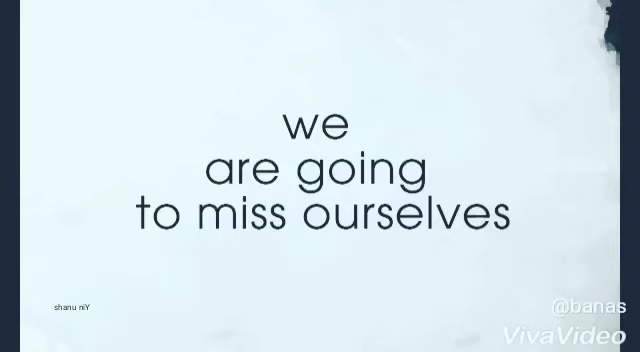 we
are going
to miss ourselves
shanu niY
@banas
VivaVideo